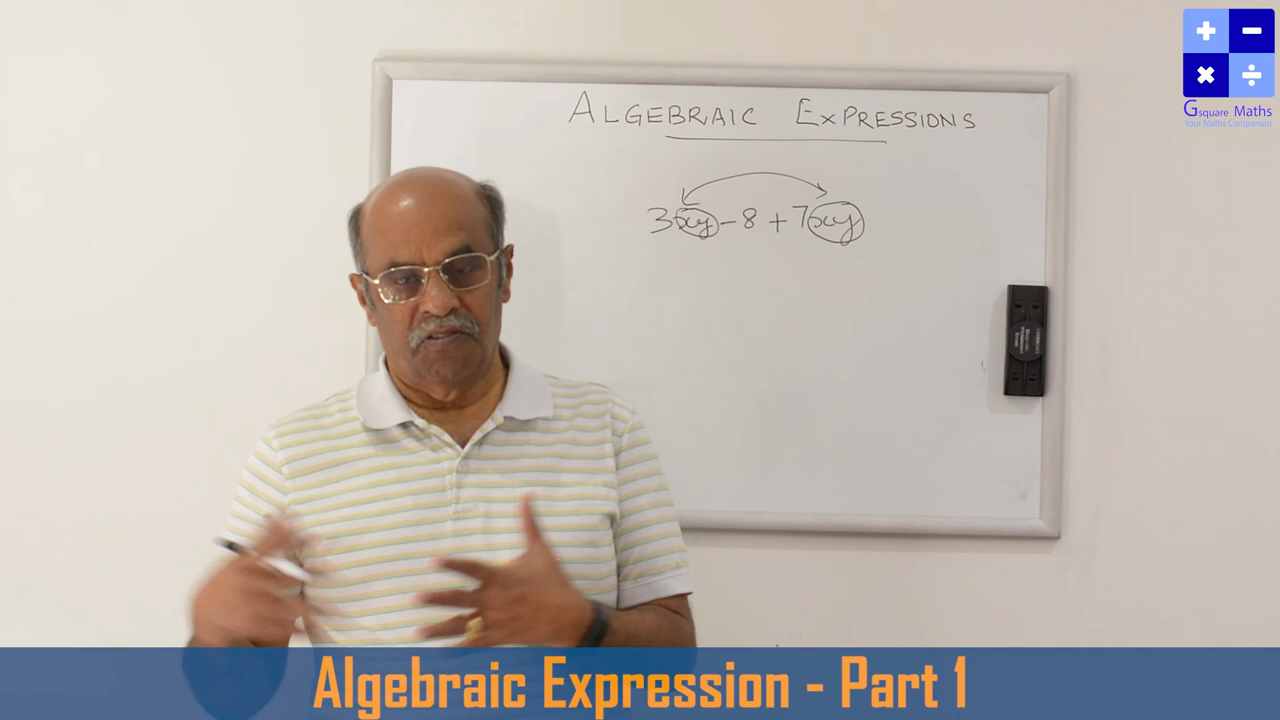 ALGEBRAIC EXPRESSIONS
3xy - 8 + 7xy
Gsquare Maths
Your Maths Companion
Algebraic Expression - Part 1